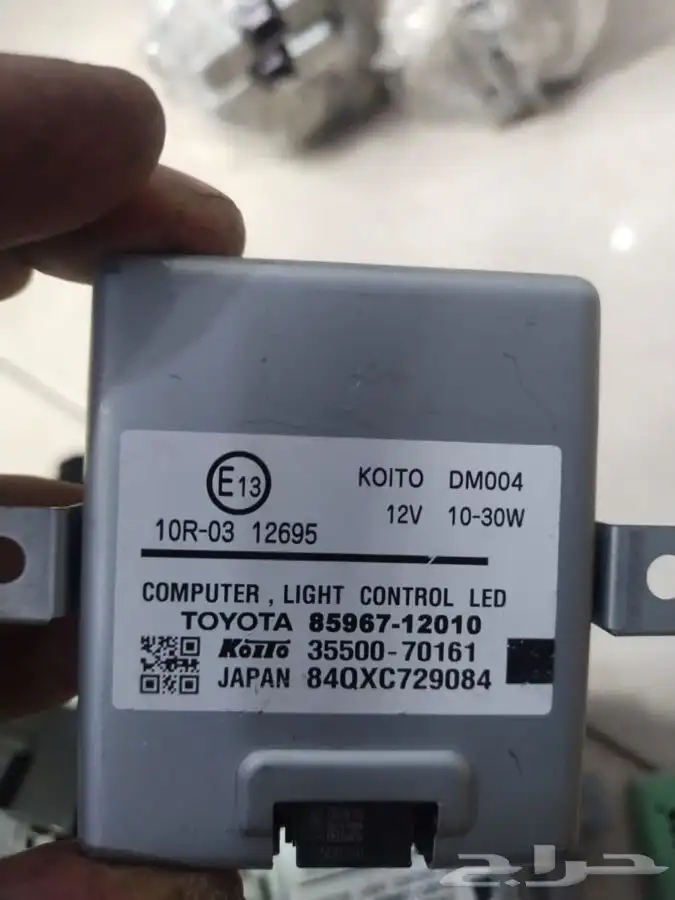 E13
KOITO DM004
12V 10-30W
10R-03 12695
COMPUTER , LIGHT CONTROL LED
TOYOTA 85967-12010
KOITO 35500-70161
JAPAN 84QXC729084
حراج